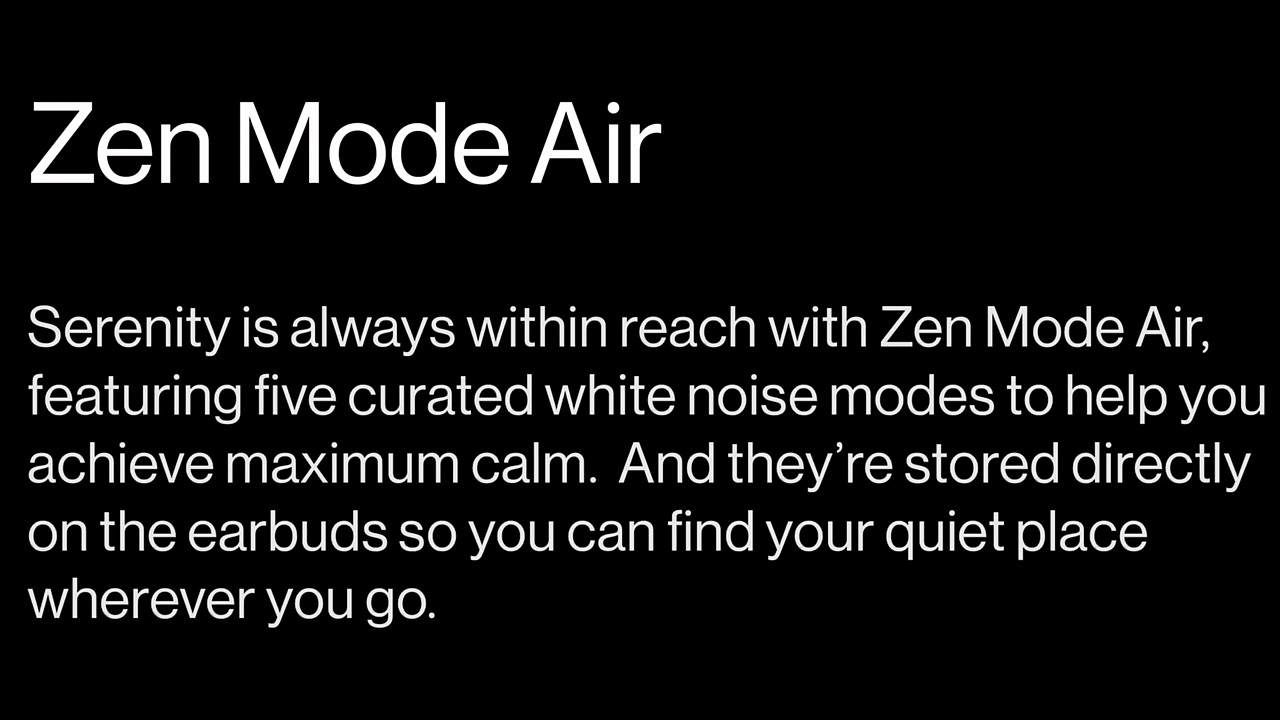 Zen Mode Air
Serenity is always within reach with Zen Mode Air,
featuring five curated white noise modes to help you
achieve maximum calm.  And they’re stored directly
on the earbuds so you can find your quiet place
wherever you go.